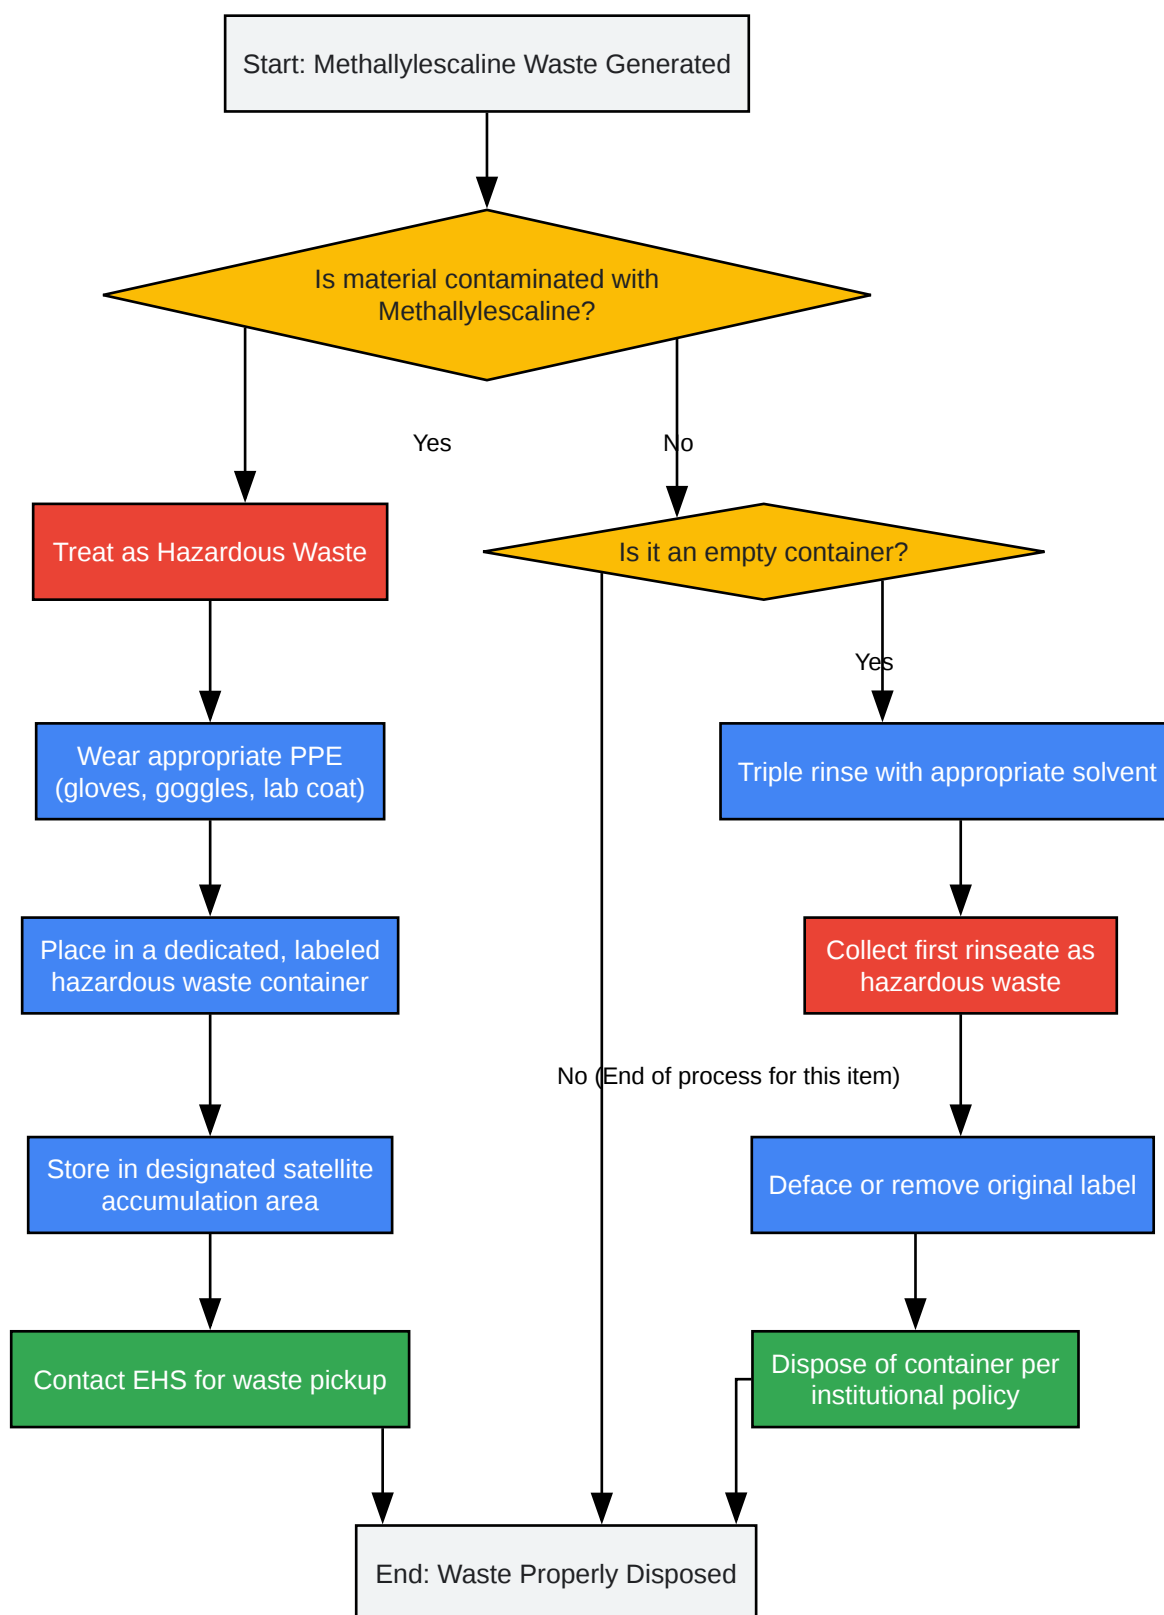 Start: Methallylescaline Waste Generated
Is material contaminated with
Methallylescaline?
Yes
No
Treat as Hazardous Waste
Is it an empty container?
Yes
Wear appropriate PPE
(gloves, goggles, lab coat)
Triple rinse with appropriate solvent
Place in a dedicated, labeled
hazardous waste container
Collect first rinseate as
hazardous waste
No (End of process for this item)
Store in designated satellite
accumulation area
Deface or remove original label
Contact EHS for waste pickup
Dispose of container per
institutional policy
End: Waste Properly Disposed